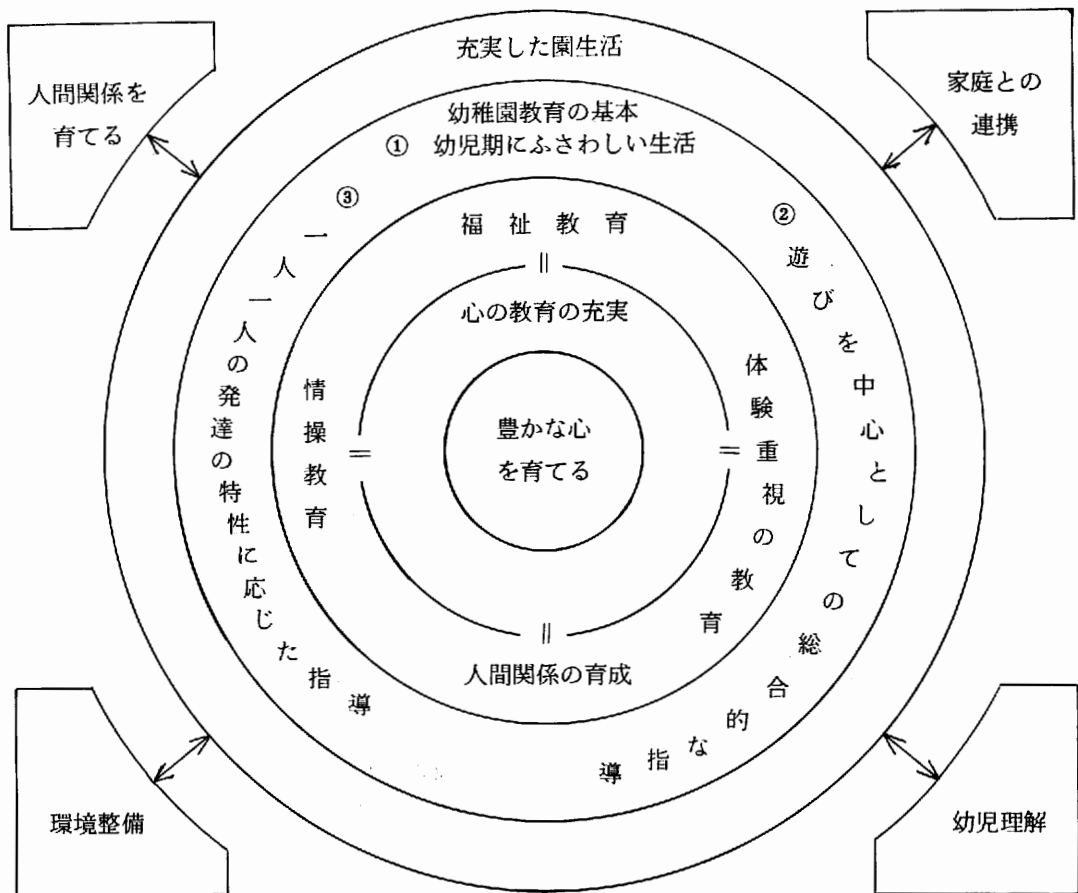 充実した園生活
人間関係を
育てる
家庭との
連携
幼稚園教育の基本
① 幼児期にふさわしい生活
② 遊びを中心としての総合的な指導
③ 一人一人の発達の特性に応じた指導
福祉教育
心の教育の充実
情操教育
体験重視の教育
豊かな心
を育てる
人間関係の育成
環境整備
幼児理解